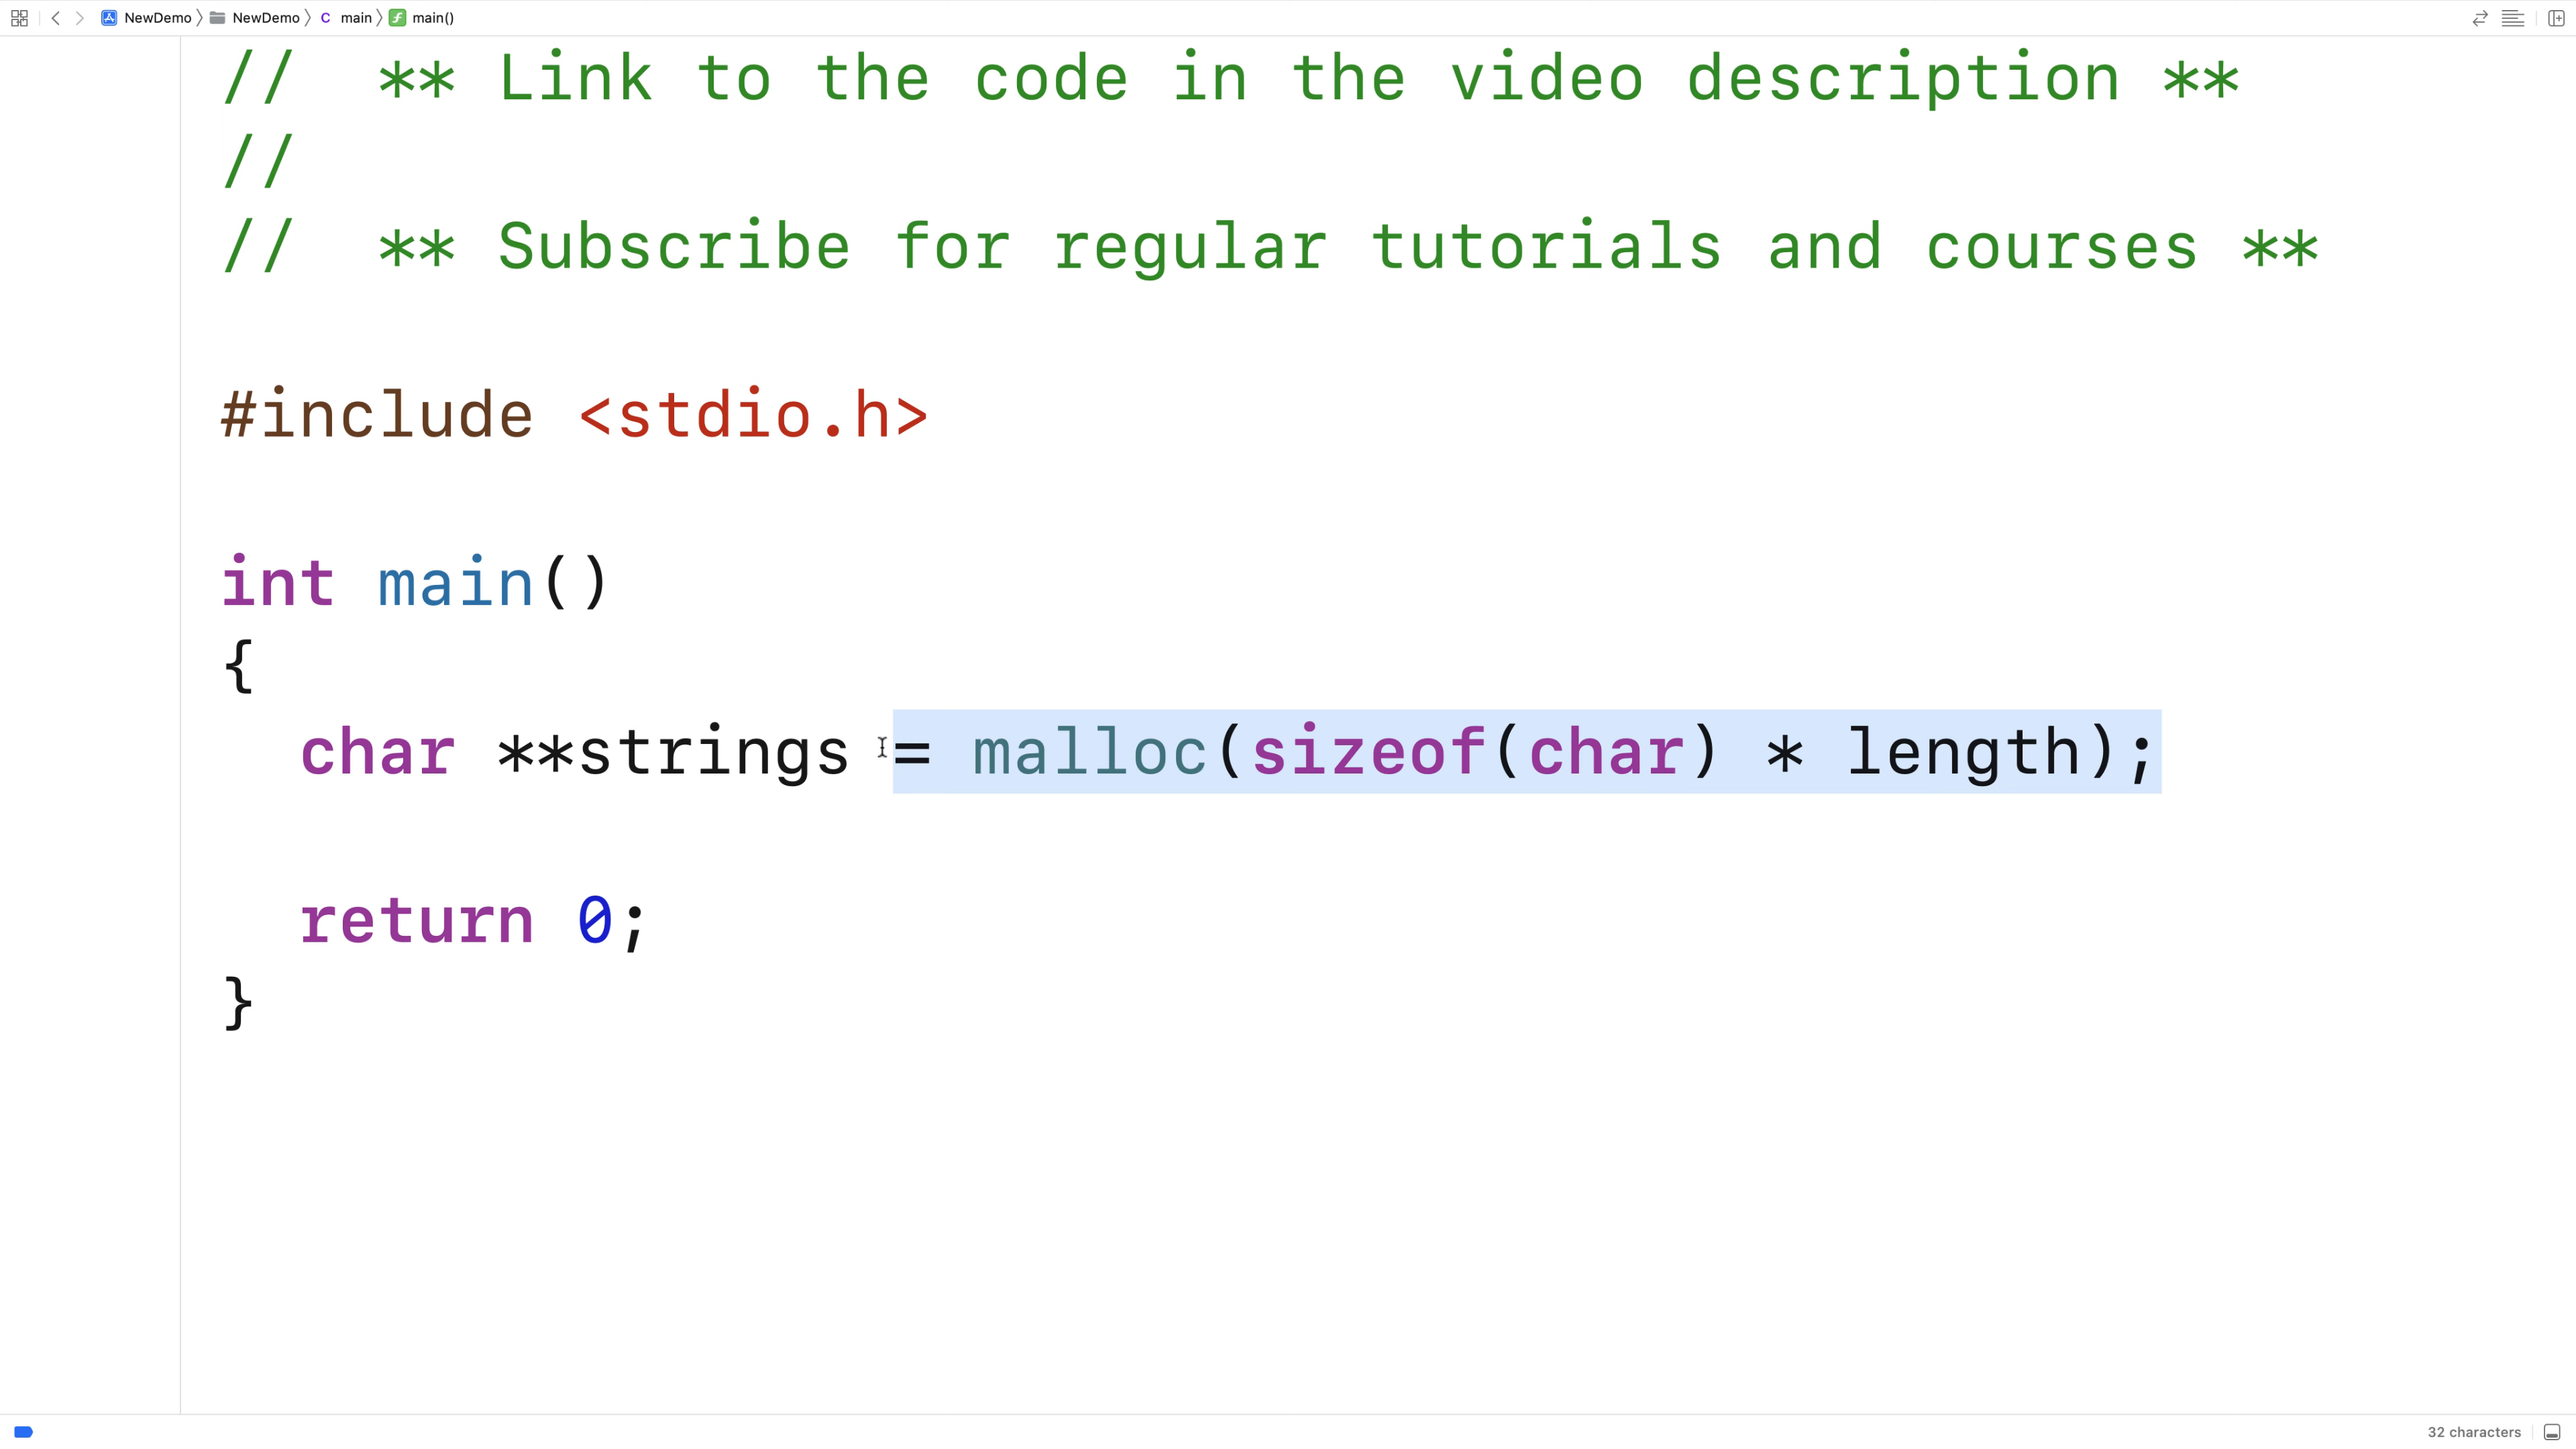 NewDemo 〉 NewDemo 〉 C main 〉 f main()
// ** Link to the code in the video description **
//
// ** Subscribe for regular tutorials and courses **
#include <stdio.h>
int main()
{
char **strings = malloc(sizeof(char) * length);
return 0;
}
32 characters